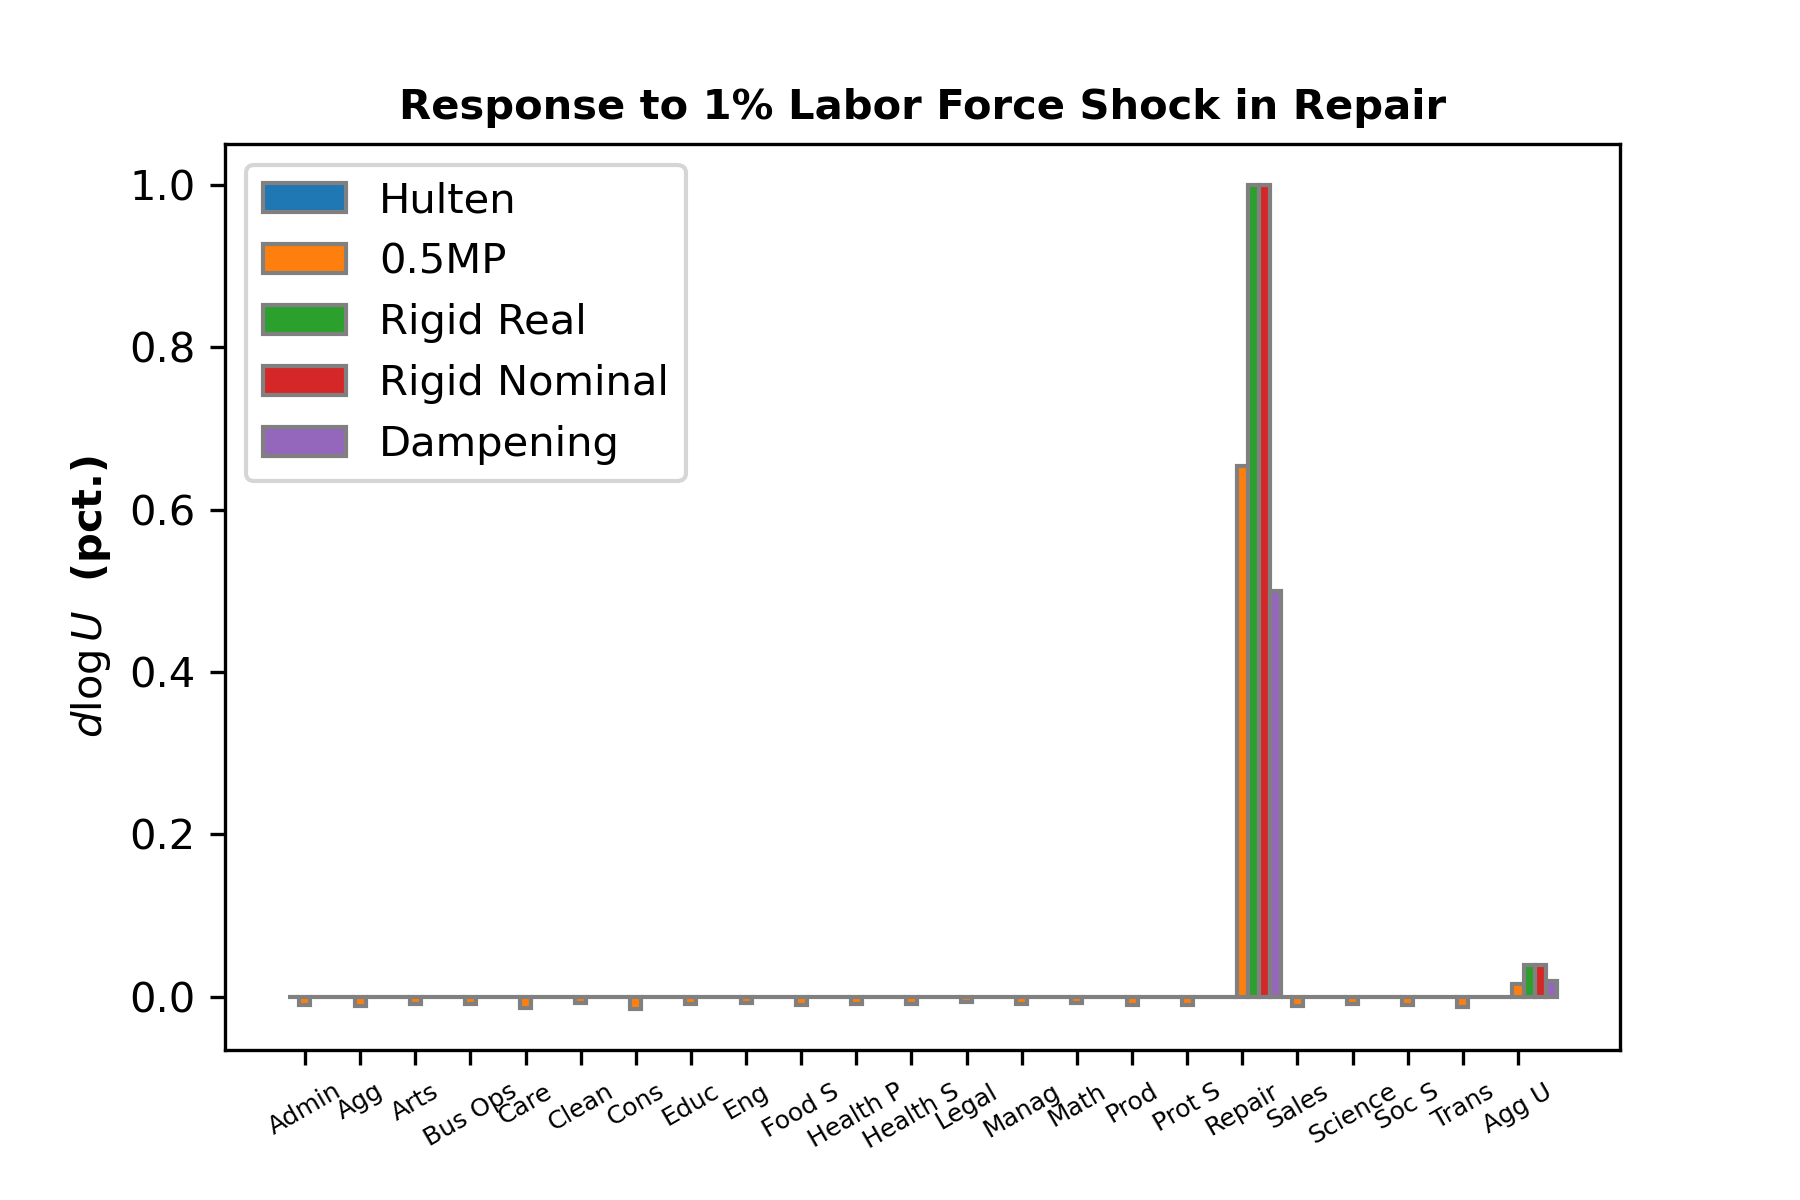 Response to 1% Labor Force Shock in Repair
Hulten
0.5MP
Rigid Real
Rigid Nominal
Dampening
dlog U (pct.)
1.0
0.8
0.6
0.4
0.2
0.0
Admin
Agg
Arts
Bus Ops
Care
Clean
Cons
Educ
Eng
Food S
Health P
Health S
Legal
Manag
Math
Prod
Prot S
Repair
Sales
Science
Soc S
Trans
Agg U